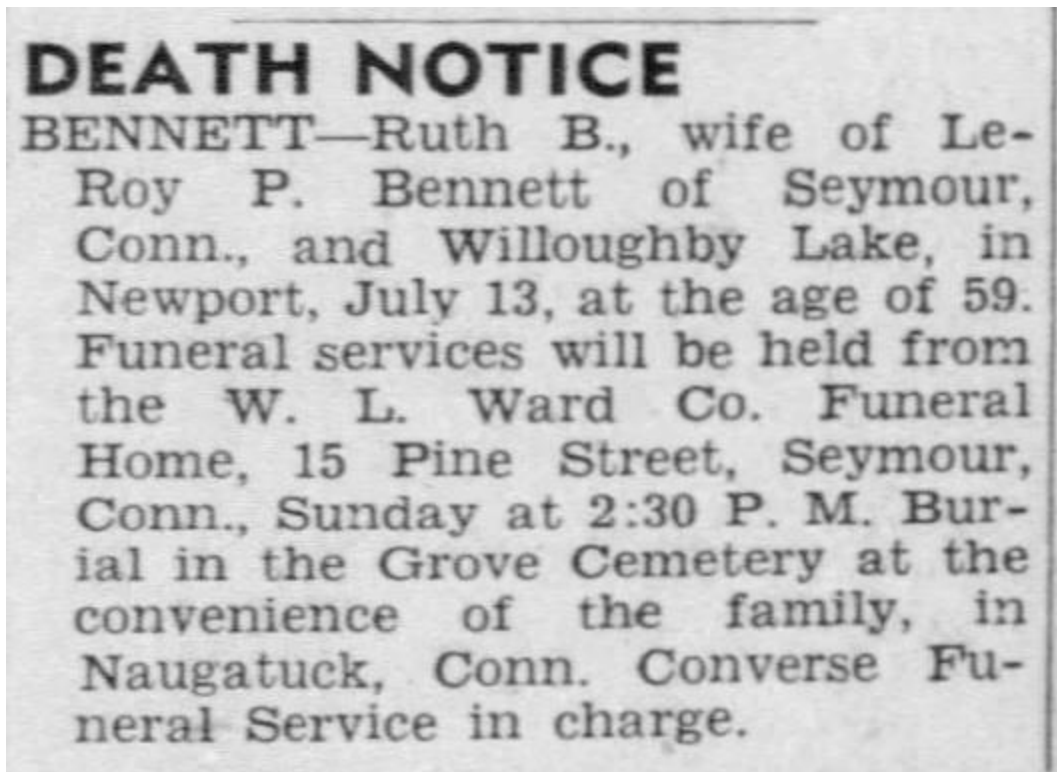 DEATH NOTICE
BENNETT—Ruth B., wife of Le-
Roy P. Bennett of Seymour,
Conn., and Willoughby Lake, in
Newport, July 13, at the age of 59.
Funeral services will be held from
the W. L. Ward Co. Funeral
Home, 15 Pine Street, Seymour,
Conn., Sunday at 2:30 P. M. Bur-
ial in the Grove Cemetery at the
convenience of the family, in
Naugatuck, Conn. Converse Fu-
neral Service in charge.